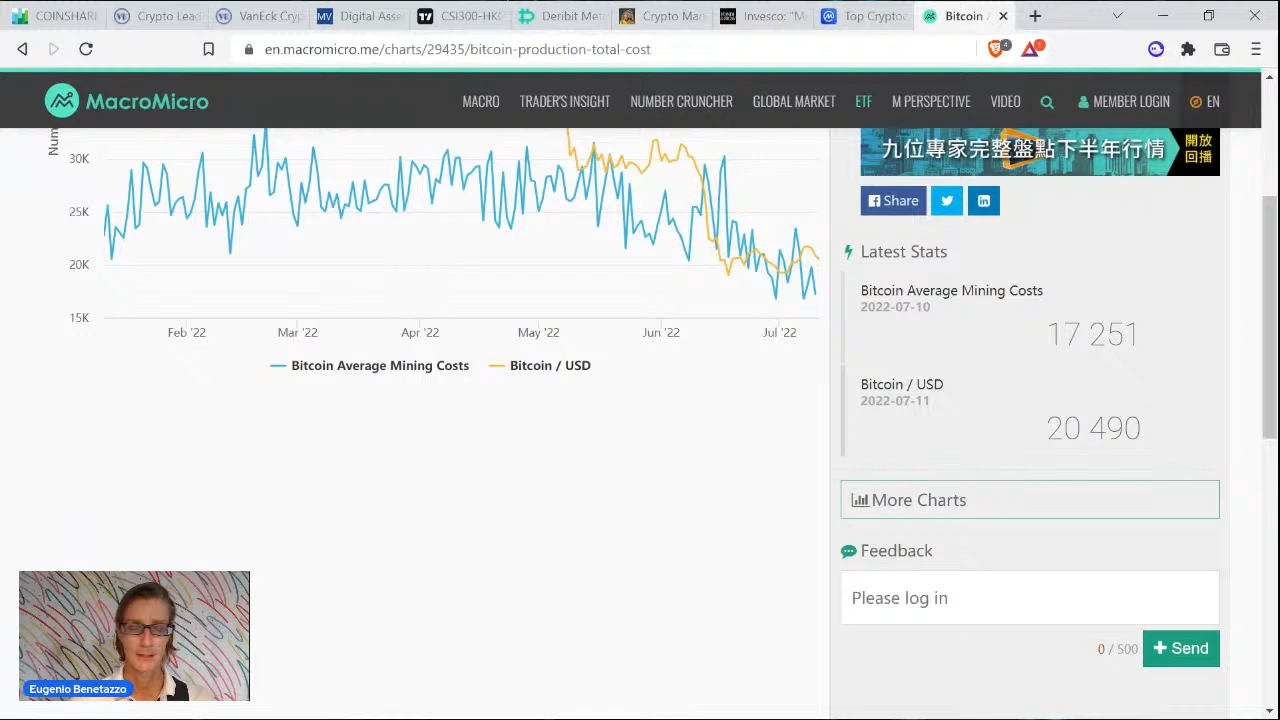 COINSHARI
Crypto Lead
VanEck Cryp
MV Digital Asse
CSI300-HKC
Deribit Met
Crypto Mar
Invesco: "M
Top Cryptoc
Bitcoin
en.macromicro.me/charts/29435/bitcoin-production-total-cost
4
1
MacroMicro
MACRO TRADER'S INSIGHT NUMBER CRUNCHER GLOBAL MARKET ETF M PERSPECTIVE VIDEO MEMBER LOGIN EN
Num
30K
25K
20K
15K
Feb '22 Mar '22 Apr '22 May '22 Jun '22 Jul '22
Bitcoin Average Mining Costs Bitcoin / USD
九位專家完整盤點下半年行情 開放
回播
Share
Latest Stats
Bitcoin Average Mining Costs
2022-07-10
17 251
Bitcoin / USD
2022-07-11
20 490
More Charts
Feedback
Please log in
0 / 500 + Send
Eugenio Benetazzo